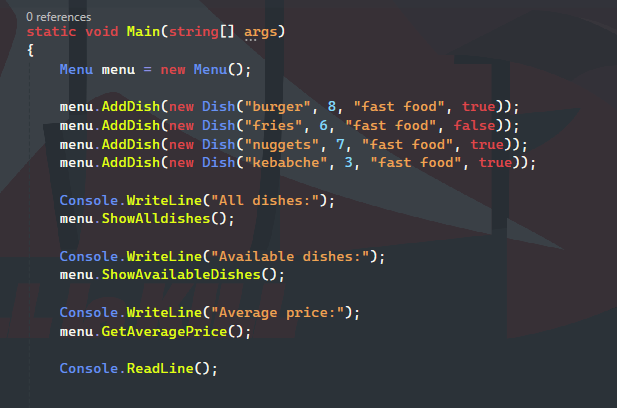 0 references
static void Main(string[] args)
{
Menu menu = new Menu();
menu.AddDish(new Dish("burger", 8, "fast food", true));
menu.AddDish(new Dish("fries", 6, "fast food", false));
menu.AddDish(new Dish("nuggets", 7, "fast food", true));
menu.AddDish(new Dish("kebabche", 3, "fast food", true));
Console.WriteLine("All dishes:");
menu.ShowAlldishes();
Console.WriteLine("Available dishes:");
menu.ShowAvailableDishes();
Console.WriteLine("Average price:");
menu.GetAveragePrice();
Console.ReadLine();